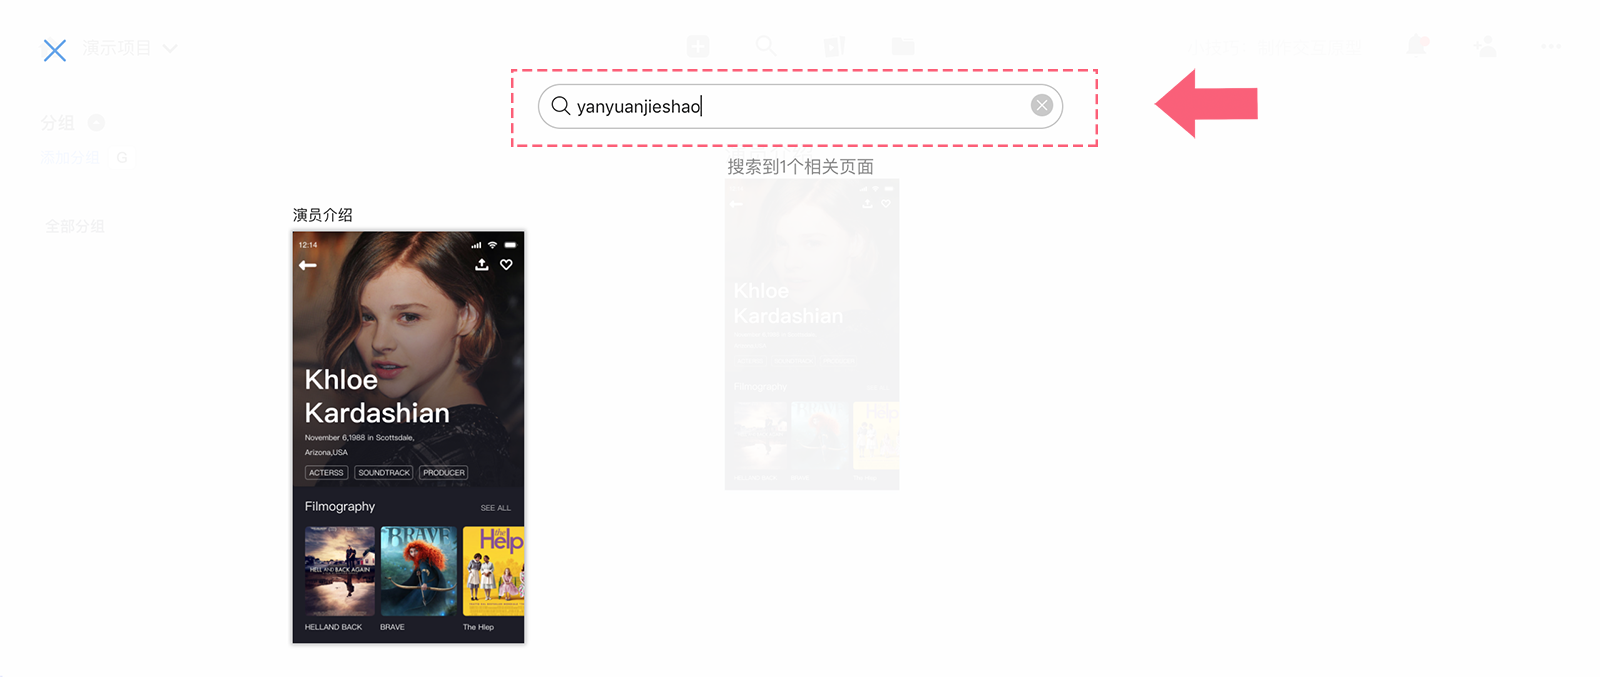 演示项目
yanyuanjieshao
分组
添加分组
G
搜索到1个相关页面
全部分组
演员介绍
12:14
Khloe
Kardashian
November 6,1988 in Scottsdale,
Arizona,USA
ACTERSS SOUNDTRACK PRODUCER
Filmography SEE ALL
HELL AND BACK AGAIN
BRAVE
the
Help
HELLAND BACK BRAVE The Hlep
Khloe
Kardashian
Filmography
BRAVE
Help